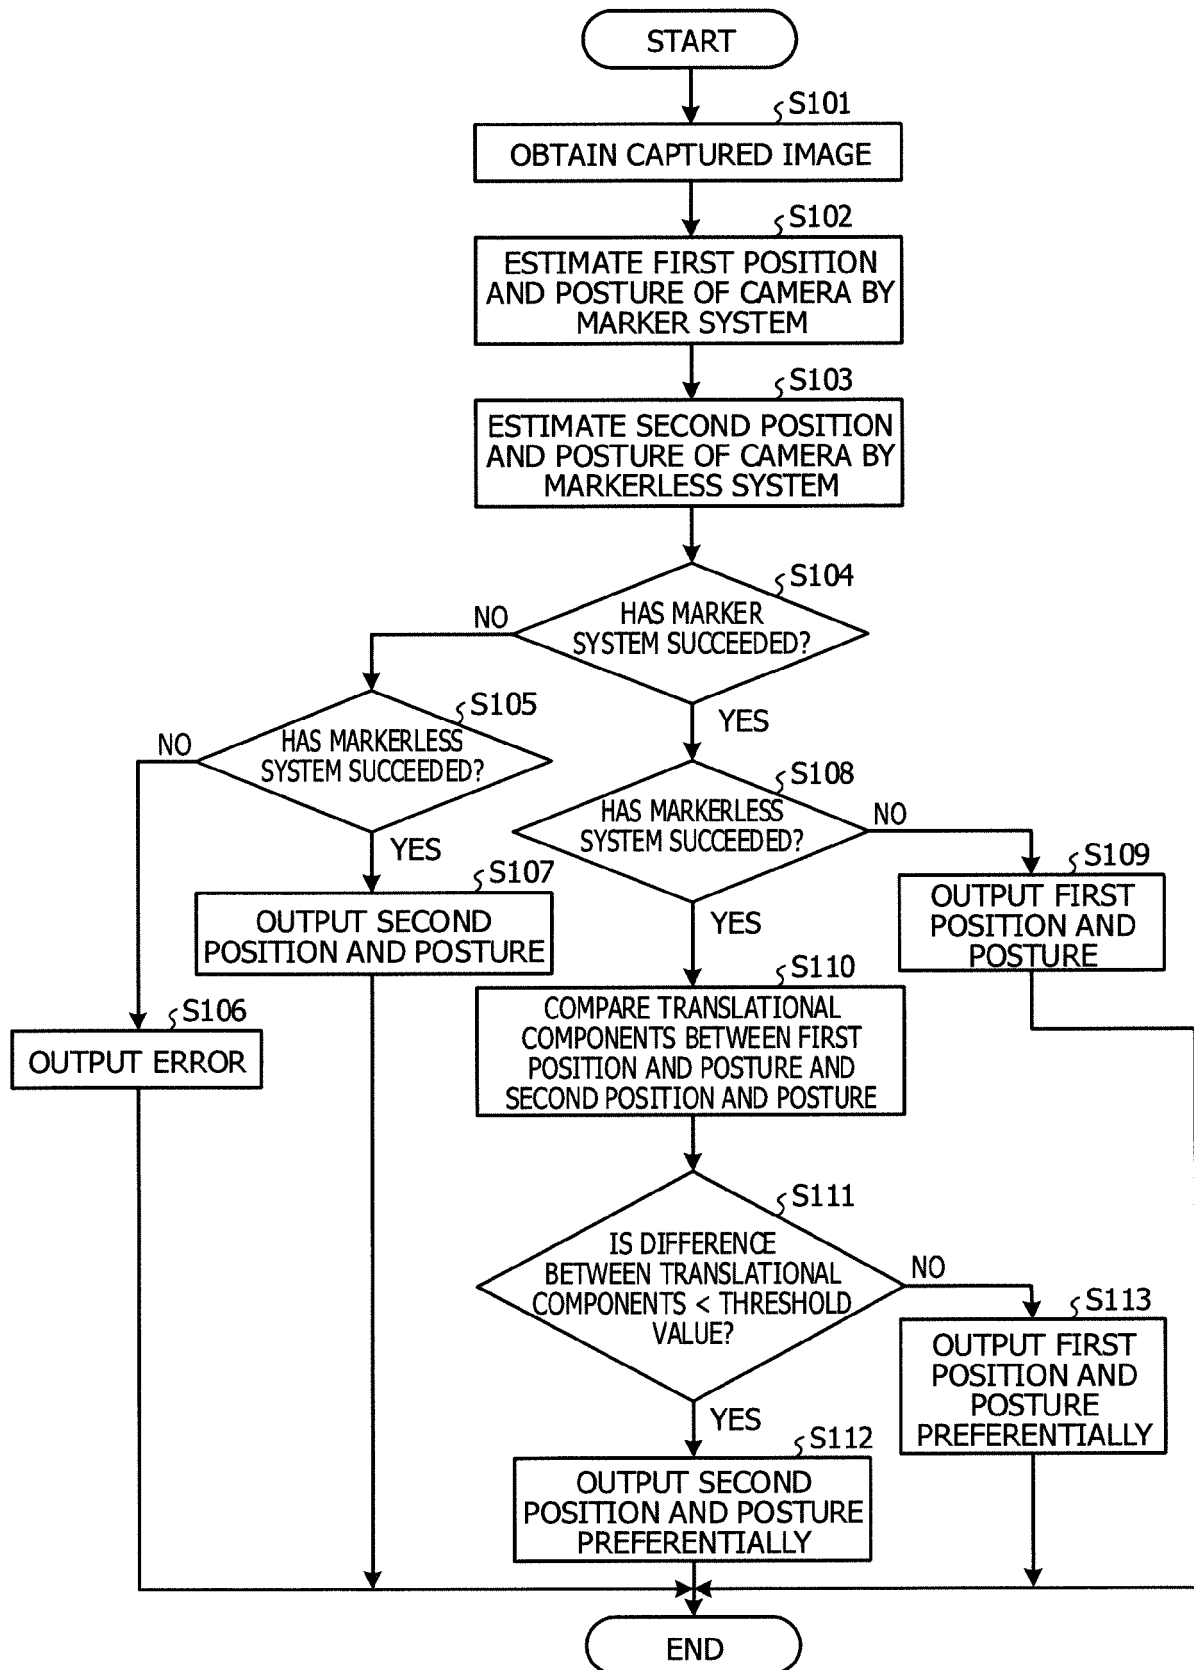 START
S101
OBTAIN CAPTURED IMAGE
S102
ESTIMATE FIRST POSITION
AND POSTURE OF CAMERA BY
MARKER SYSTEM
S103
ESTIMATE SECOND POSITION
AND POSTURE OF CAMERA BY
MARKERLESS SYSTEM
S104
HAS MARKER
SYSTEM SUCCEEDED?
NO
YES
S105
HAS MARKERLESS
SYSTEM SUCCEEDED?
NO
YES
S106
OUTPUT ERROR
S107
OUTPUT SECOND
POSITION AND POSTURE
S108
HAS MARKERLESS
SYSTEM SUCCEEDED?
NO
YES
S109
OUTPUT FIRST
POSITION AND
POSTURE
S110
COMPARE TRANSLATIONAL
COMPONENTS BETWEEN FIRST
POSITION AND POSTURE AND
SECOND POSITION AND POSTURE
S111
IS DIFFERENCE
BETWEEN TRANSLATIONAL
COMPONENTS < THRESHOLD
VALUE?
NO
YES
S112
OUTPUT SECOND
POSITION AND POSTURE
PREFERENTIALLY
S113
OUTPUT FIRST
POSITION AND
POSTURE
PREFERENTIALLY
END